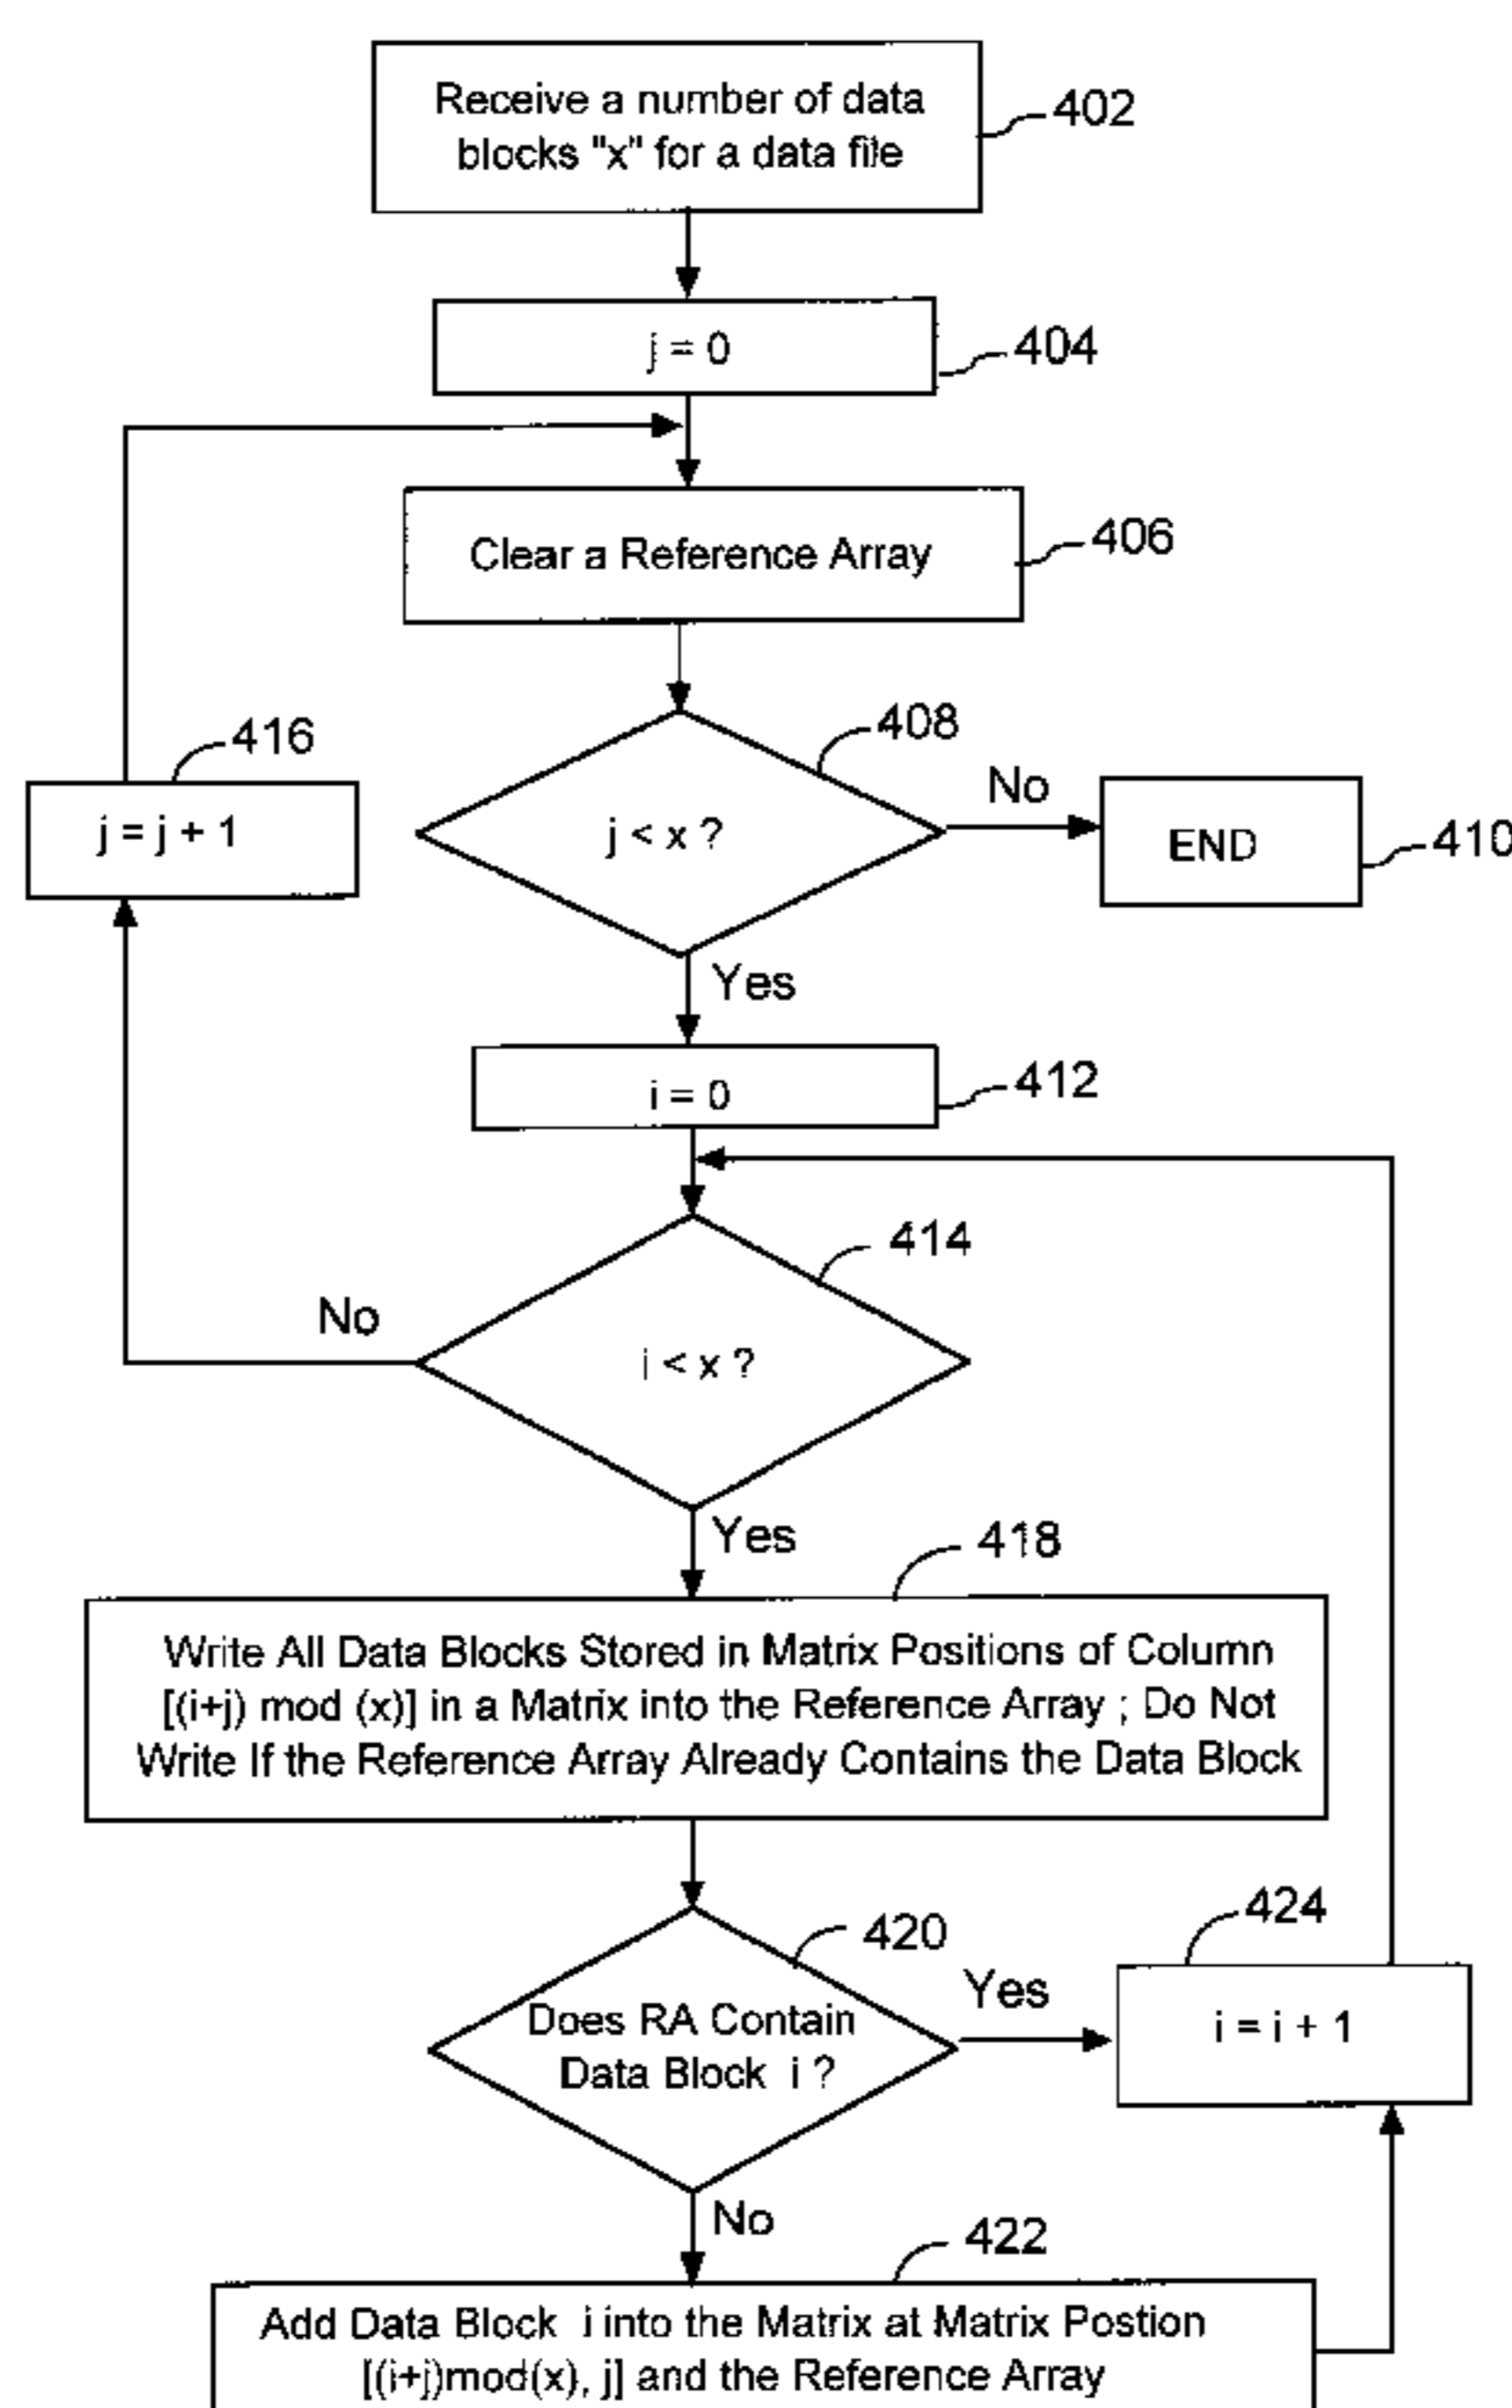 Receive a number of data
blocks "x" for a data file
402
j = 0
404
Clear a Reference Array
406
416
j = j + 1
408
j < x ?
No
END
410
Yes
i = 0
412
414
No
i < x ?
Yes
418
Write All Data Blocks Stored in Matrix Positions of Column
[(i+j) mod (x)] in a Matrix into the Reference Array ; Do Not
Write If the Reference Array Already Contains the Data Block
420
Does RA Contain
Data Block i ?
Yes
424
i = i + 1
No
422
Add Data Block i into the Matrix at Matrix Postion
[(i+j)mod(x), j] and the Reference Array